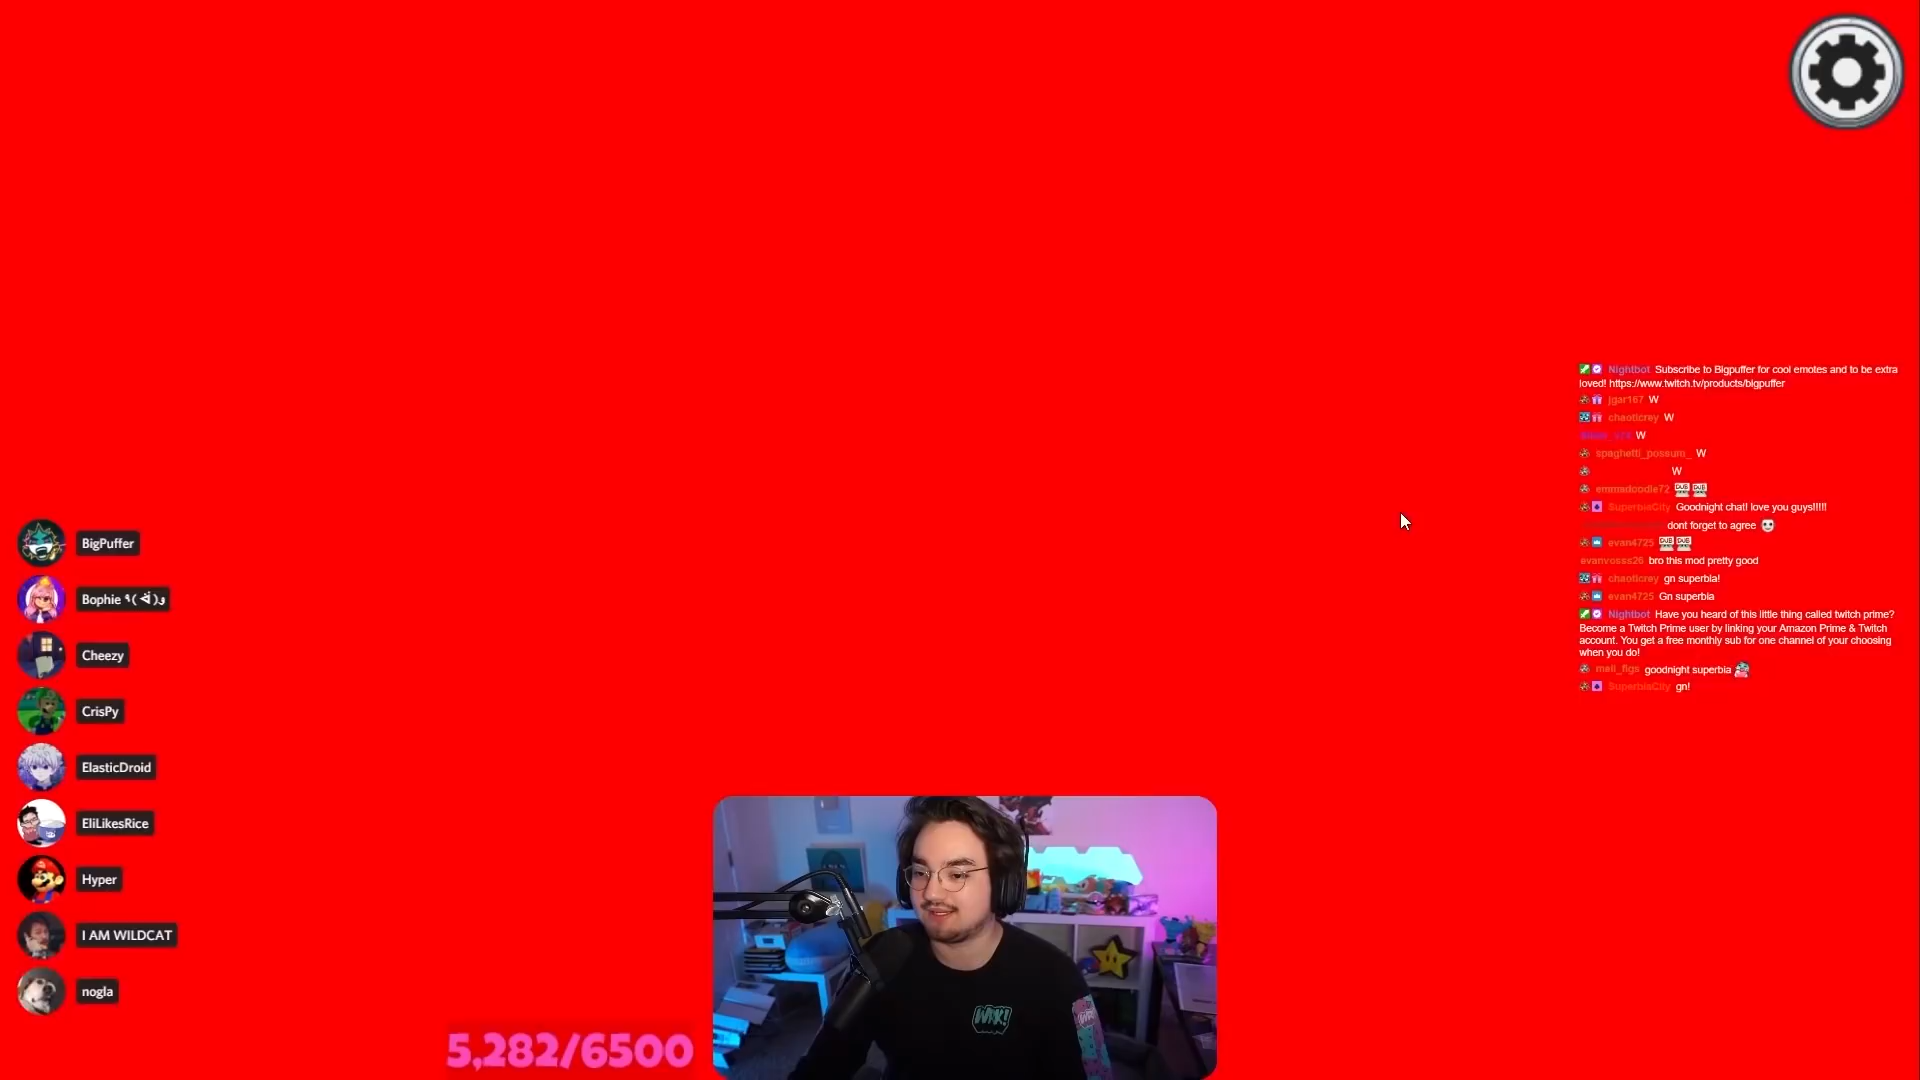 Nightbot Subscribe to Bigpuffer for cool emotes and to be extra
loved! https://www.twitch.tv/products/bigpuffer
jgar167 W
chaoticrey W
W
spaghetti_possum_ W
W
emmadoodle72
SuperbiaCity Goodnight chat! love you guys!!!!!
dont forget to agree
evan4725
evanvosss26 bro this mod pretty good
chaoticrey gn superbia!
evan4725 Gn superbia
Nightbot Have you heard of this little thing called twitch prime?
Become a Twitch Prime user by linking your Amazon Prime & Twitch
account. You get a free monthly sub for one channel of your choosing
when you do!
mali_figs goodnight superbia
SuperbiaCity gn!
BigPuffer
Bophie
Cheezy
CrisPy
ElasticDroid
EliLikesRice
Hyper
I AM WILDCAT
nogla
5,282/6500